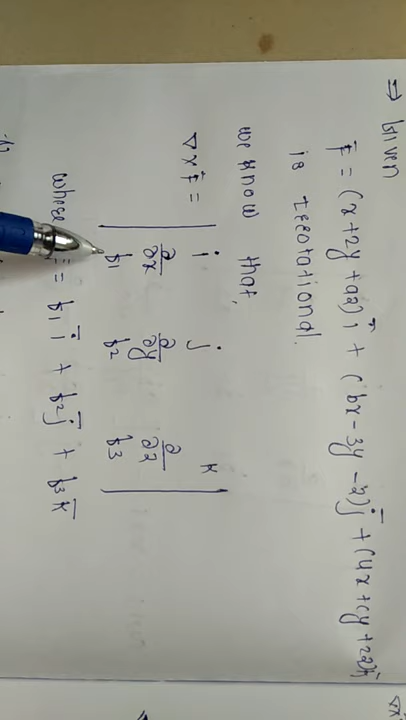 ⇒ Given
F̄ = (x+2y+az)ī + (bx-3y-z)j̄ + (4x+cy+2z)k̄
is irrotational.
we know that,
∇×F̄ = | i j k |
∂/∂x ∂/∂y ∂/∂z
f1 f2 f3
where = f1 ī + f2 j̄ + f3 k̄